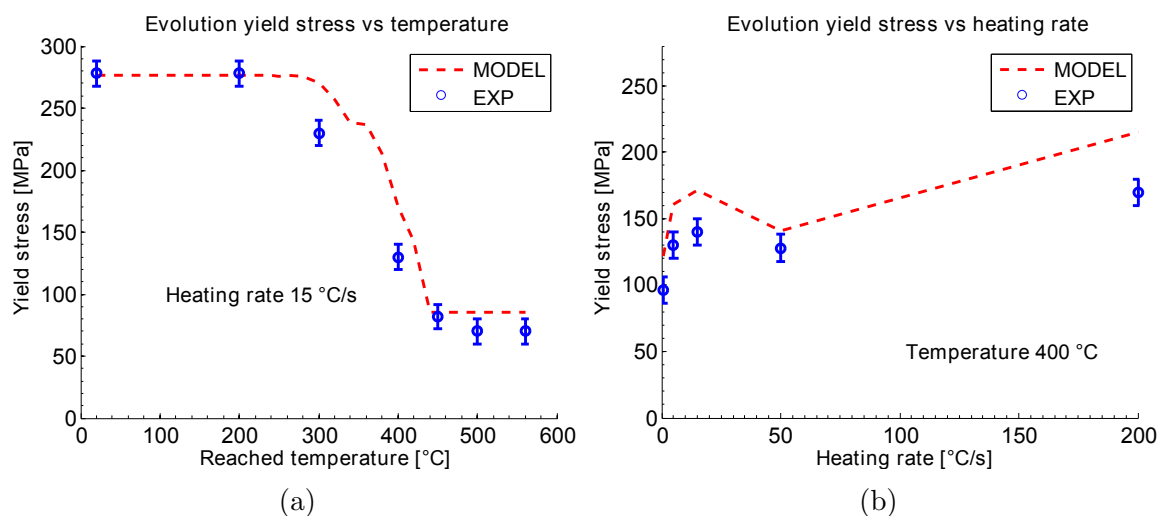 Evolution yield stress vs temperature
300
250
200
150
100
50
0
0 100 200 300 400 500 600
Yield stress [MPa]
Reached temperature [°C]
MODEL
EXP
Heating rate 15 °C/s
(a)
Evolution yield stress vs heating rate
250
200
150
100
50
0
0 50 100 150 200
Yield stress [MPa]
Heating rate [°C/s]
MODEL
EXP
Temperature 400 °C
(b)